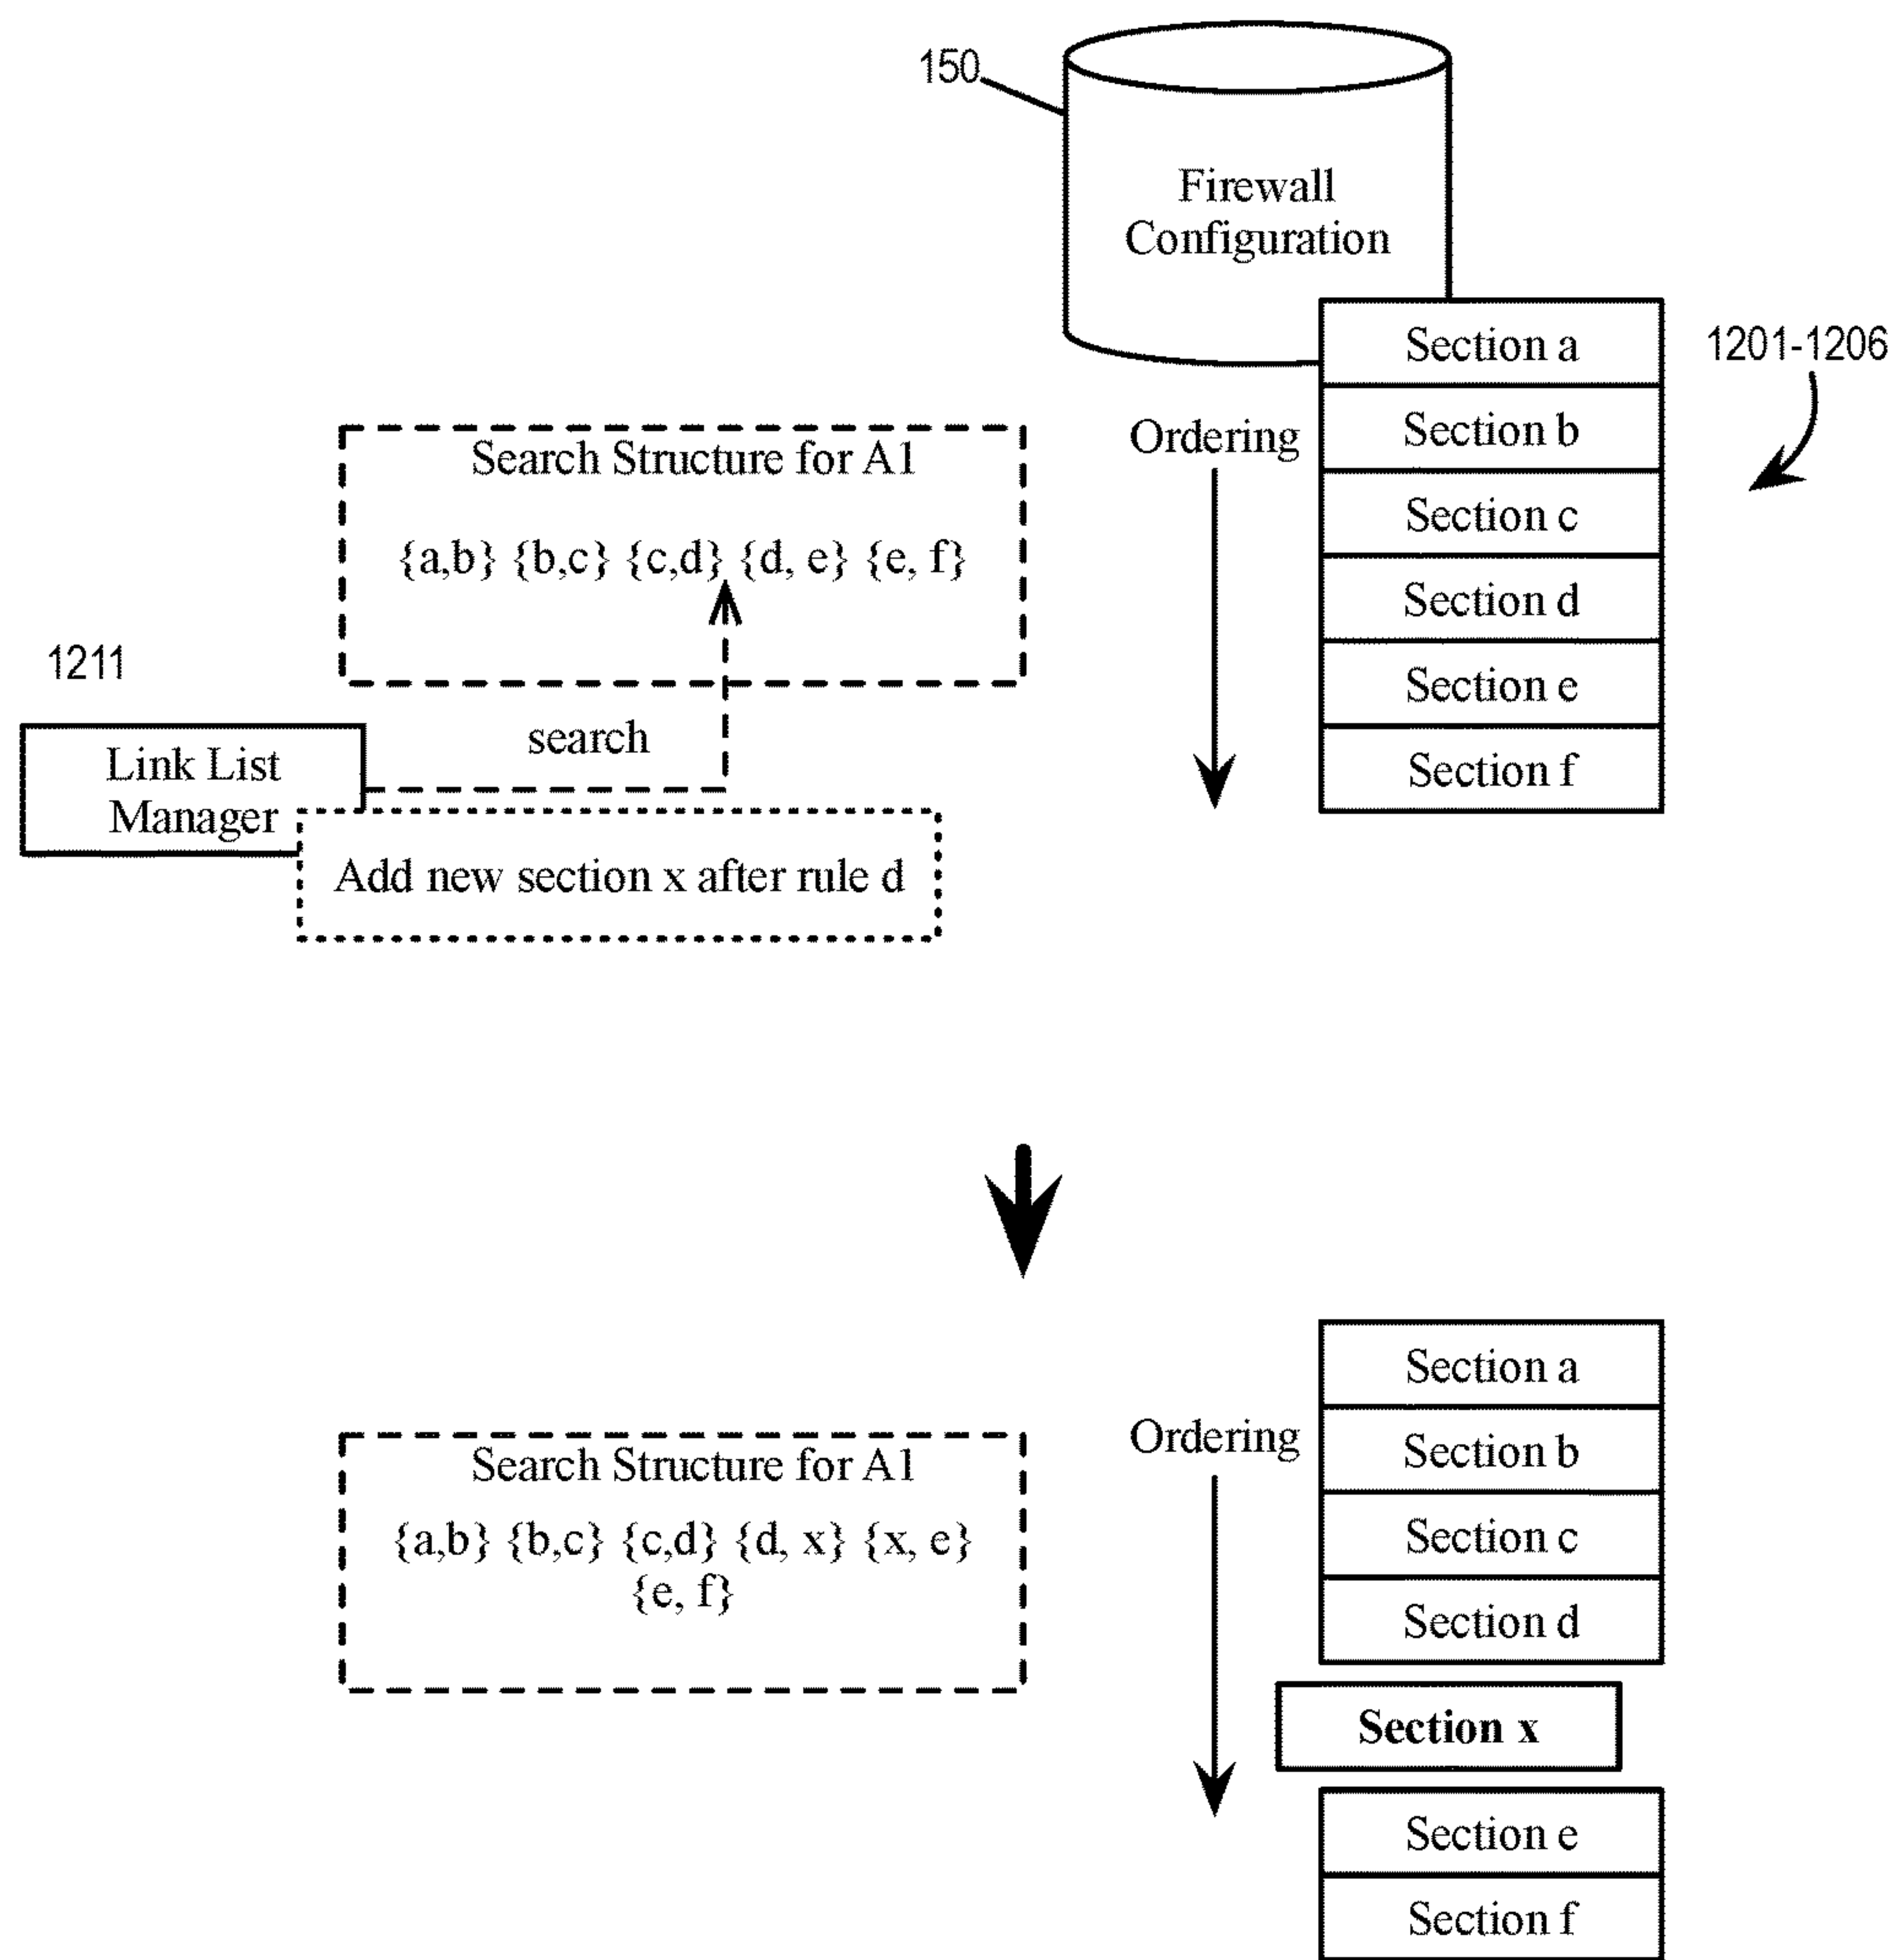 150
Firewall
Configuration
Section a
1201-1206
Ordering
Section b
Search Structure for A1
Section c
{a,b} {b,c} {c,d} {d, e} {e, f}
Section d
1211
Section e
search
Link List
Manager
Section f
Add new section x after rule d
Section a
Ordering
Section b
Search Structure for A1
{a,b} {b,c} {c,d} {d, x} {x, e}
{e, f}
Section c
Section d
Section x
Section e
Section f